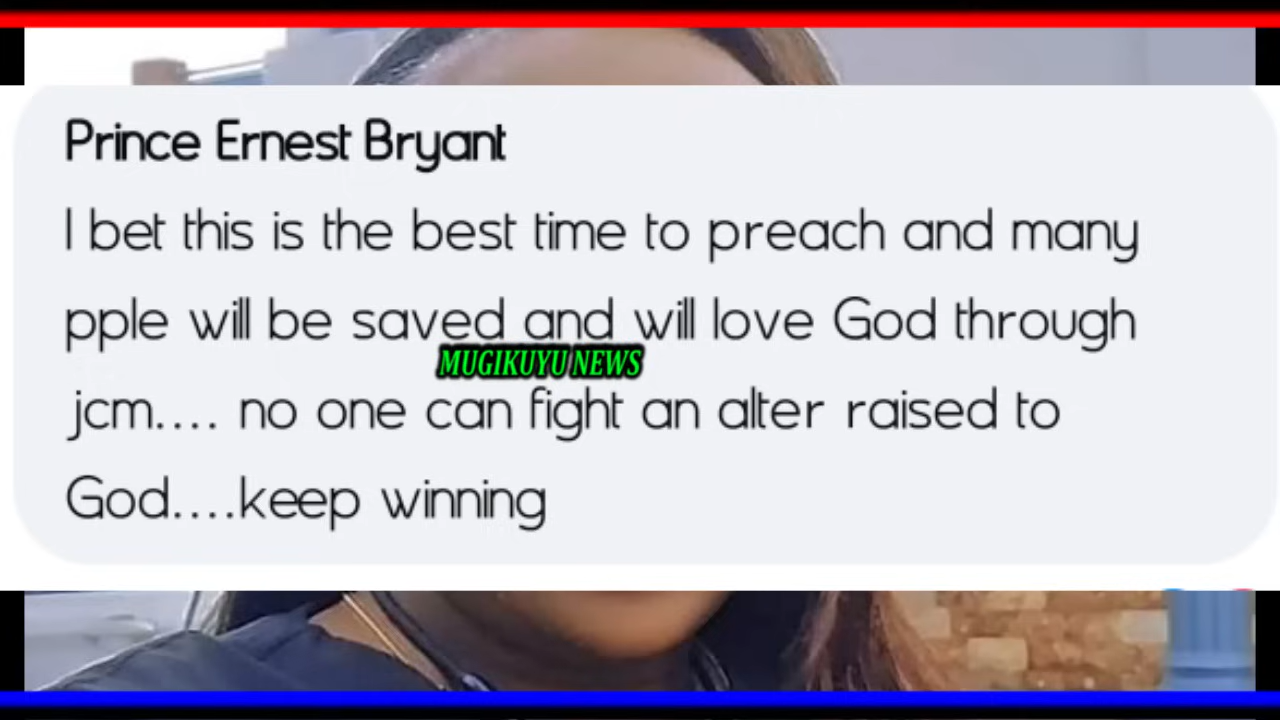 Prince Ernest Bryant
I bet this is the best time to preach and many
pple will be saved and will love God through
MUGIKUYU NEWS
jcm.... no one can fight an alter raised to
God....keep winning